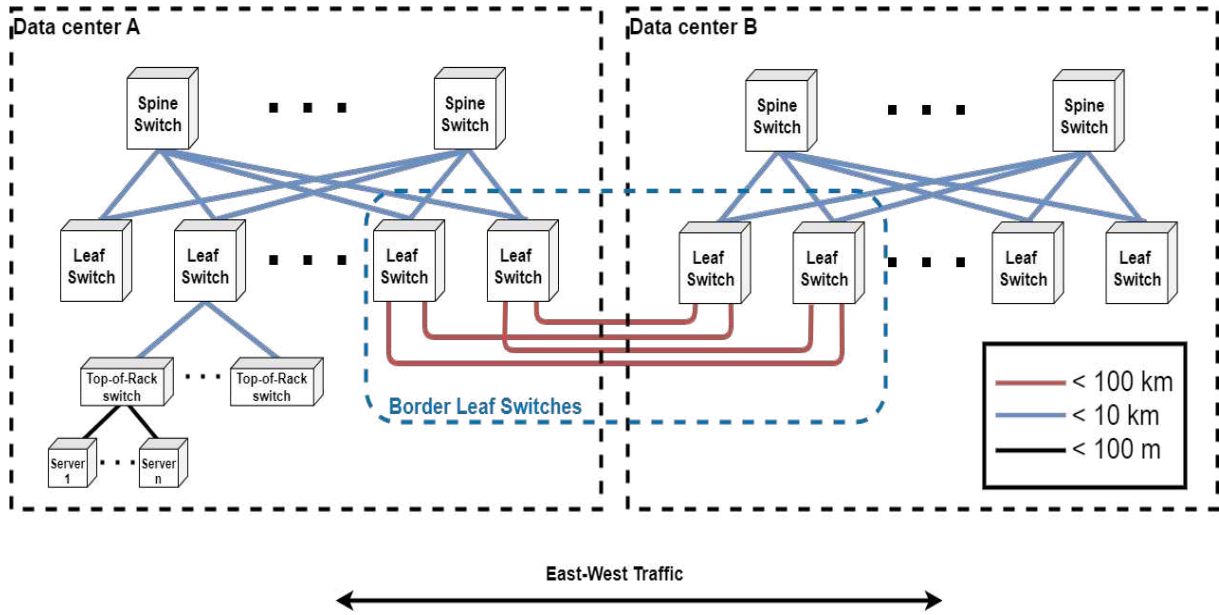 Data center A
Data center B
Spine
Switch
Spine
Switch
Spine
Switch
Spine
Switch
Leaf
Switch
Leaf
Switch
Leaf
Switch
Leaf
Switch
Leaf
Switch
Leaf
Switch
Leaf
Switch
Leaf
Switch
Top-of-Rack
switch
Top-of-Rack
switch
Border Leaf Switches
< 100 km
< 10 km
< 100 m
Server
1
Server
n
East-West Traffic